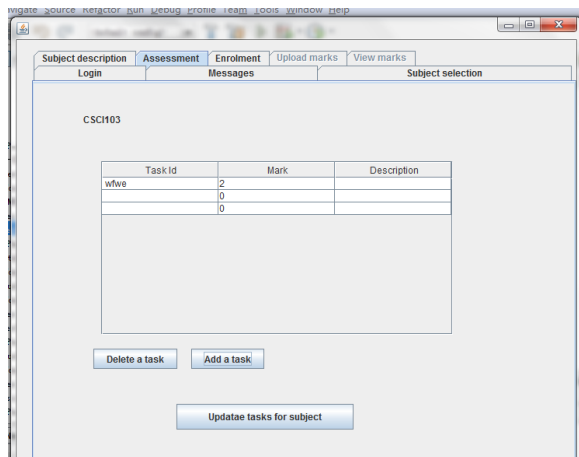 vigate Source Refactor Run Debug Profile Team Tools Window Help
Subject description Assessment Enrolment Upload marks View marks
Login Messages Subject selection
CSCI103
Task Id Mark Description
wfwe 2
0
0
Delete a task Add a task
Updatae tasks for subject